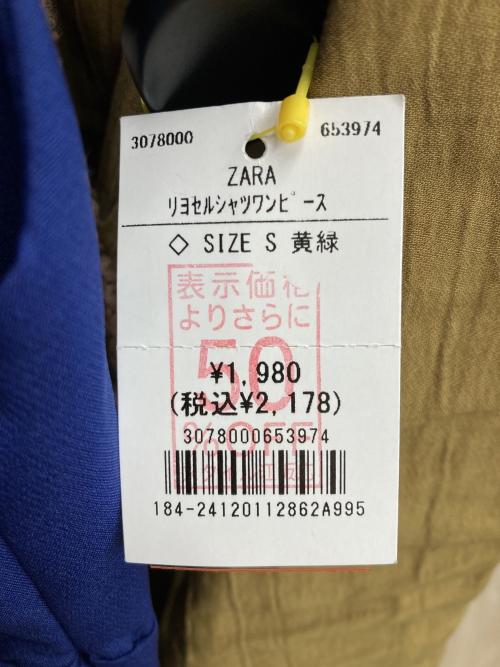 3078000 653974
ZARA
リヨセルシャツワンピース
◇ SIZE S 黄緑
表示価格
よりさらに
50
%OFF
¥1,980
(税込¥2,178)
3078000653974
184-24120112862A995